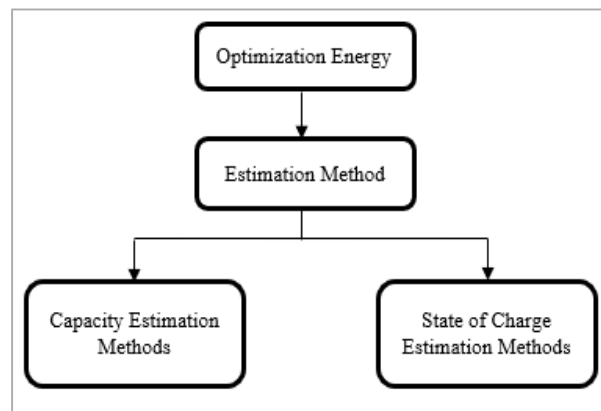 Optimization Energy
Estimation Method
Capacity Estimation
Methods
State of Charge
Estimation Methods